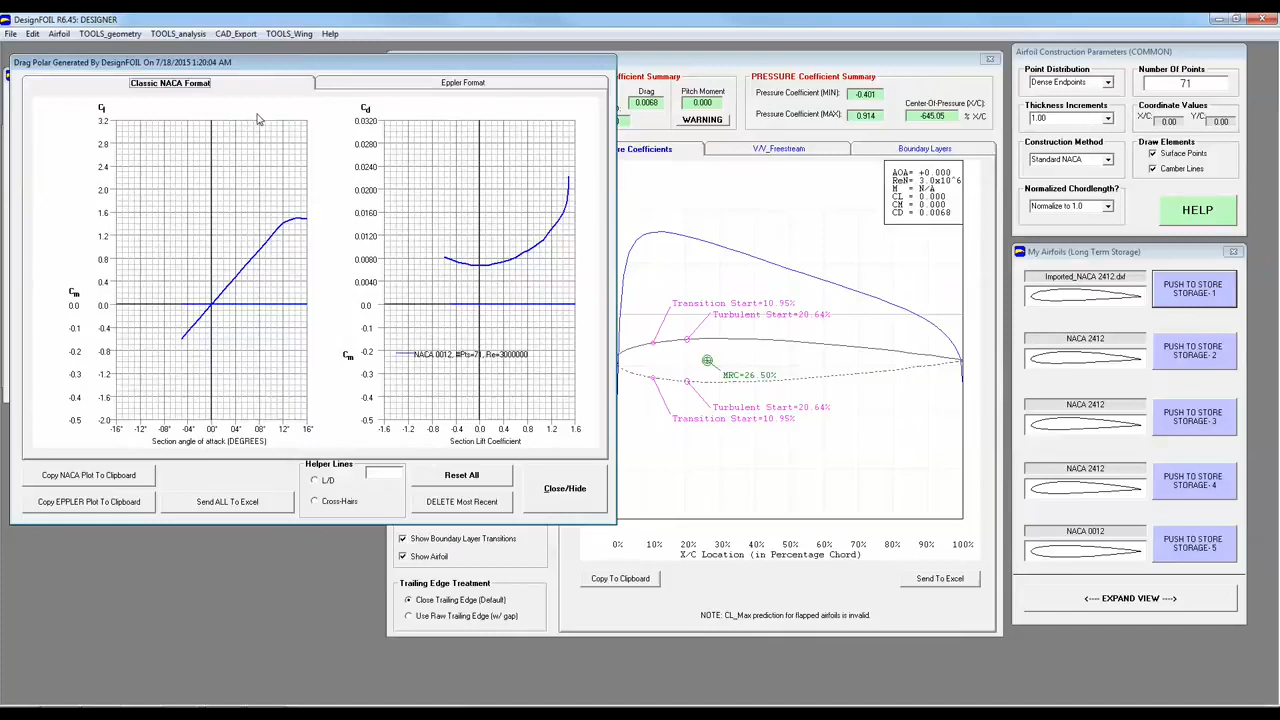 DesignFOIL R6.45: DESIGNER
File Edit Airfoil TOOLS_geometry TOOLS_analysis CAD_Export TOOLS_Wing Help
Drag Polar Generated By DesignFOIL On 7/18/2015 1:20:04 AM
Classic NACA Format
Eppler Format
Cl
3.2
2.8
2.4
2.0
1.6
1.2
0.8
0.4
0.0
-0.4
-0.8
-1.2
-1.6
-2.0
Cm
0.0
-0.1
-0.2
-0.3
-0.4
-0.5
-16° -12° -08° -04° 0° 04° 08° 12° 16°
Section angle of attack (DEGREES)
Cd
0.0320
0.0280
0.0240
0.0200
0.0160
0.0120
0.0080
0.0040
0.0
-0.1
Cm -0.2
-0.3
-0.4
-0.5
NACA 0012, #Pts=71, Re=3000000
-1.6 -1.2 -0.8 -0.4 0.0 0.4 0.8 1.2 1.6
Section Lift Coefficient
Copy NACA Plot To Clipboard
Copy EPPLER Plot To Clipboard
Send ALL To Excel
Helper Lines
L/D
Cross-Hairs
Reset All
DELETE Most Recent
Close/Hide
efficient Summary
Drag
0.0068
Pitch Moment
0.000
WARNING
PRESSURE Coefficient Summary
Pressure Coefficient (MIN): -0.401
Pressure Coefficient (MAX): 0.914
Center-Of-Pressure (X/C):
-645.05 % X/C
re Coefficients
V/V_Freestream
Boundary Layers
AOA= +0.000
ReN= 3.0x10^6
M = N/A
CL = 0.000
CM = 0.000
CD = 0.0068
Transition Start=10.95%
Turbulent Start=20.64%
MRC=26.50%
Turbulent Start=20.64%
Transition Start=10.95%
0% 10% 20% 30% 40% 50% 60% 70% 80% 90% 100%
X/C Location (in Percentage Chord)
Copy To Clipboard
Send To Excel
NOTE: CL_Max prediction for flapped airfoils is invalid.
Show Boundary Layer Transitions
Show Airfoil
Trailing Edge Treatment
Close Trailing Edge (Default)
Use Raw Trailing Edge (w/ gap)
Airfoil Construction Parameters (COMMON)
Point Distribution
Dense Endpoints
Number Of Points
71
Thickness Increments
1.00
Coordinate Values
X/C 0.00 Y/C 0.00
Construction Method
Standard NACA
Draw Elements
Surface Points
Camber Lines
Normalized Chordlength?
Normalize to 1.0
HELP
My Airfoils (Long Term Storage)
Imported_NACA 2412.dxf
PUSH TO STORE
STORAGE-1
NACA 2412
PUSH TO STORE
STORAGE-2
NACA 2412
PUSH TO STORE
STORAGE-3
NACA 2412
PUSH TO STORE
STORAGE-4
NACA 0012
PUSH TO STORE
STORAGE-5
<---- EXPAND VIEW ---->